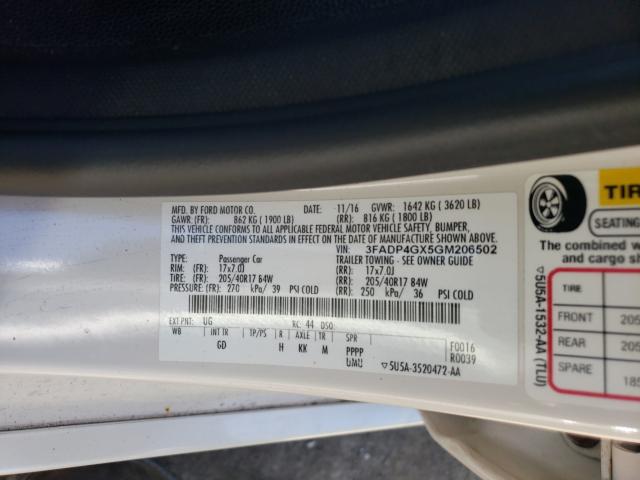 MFD. BY FORD MOTOR CO.
DATE: 11/16 GVWR: 1642 KG ( 3620 LB)
GAWR: (FR): 862 KG ( 1900 LB) (RR): 816 KG ( 1800 LB)
THIS VEHICLE CONFORMS TO ALL APPLICABLE FEDERAL MOTOR VEHICLE SAFETY, BUMPER,
AND THEFT PREVENTION STANDARDS IN EFFECT ON THE DATE OF MANUFACTURE SHOWN ABOVE.
VIN: 3FADP4GX5GM206502
TYPE: Passenger Car TRAILER TOWING - SEE OWNER GUIDE
RIM: (FR) 17x7.0J (RR): 17x7.0J
TIRE: (FR) 205/40R17 84W (RR): 205/40R17 84W
PRESSURE: (FR) 270 kPa/ 39 PSI COLD (RR): 250 kPa/ 36 PSI COLD
EXT PNT: UG RC: 44 DSO:
WB INT TR TP/PS R AXLE TR SPR
GD H KK M PPPP
UMU
F0016
R0039
▽5U5A-3520472-AA
▽5U5A-1532-AA (TLU)
TIR
SEATING
The combined w
and cargo sh
TIRE
FRONT 205
REAR 205
SPARE 185